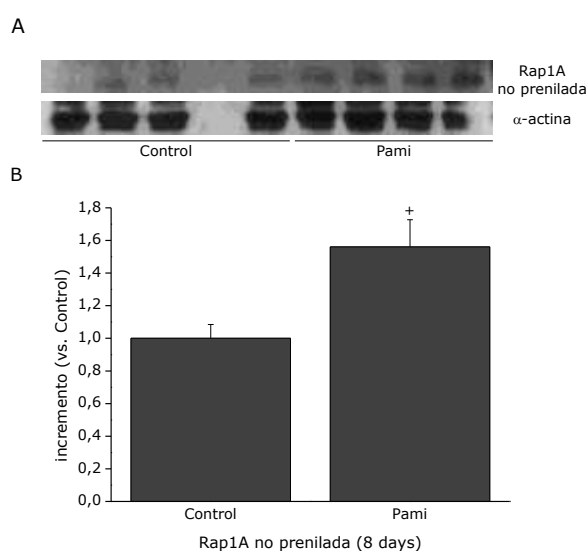 A
Rap1A
no prenilada
α-actina
Control Pami
B
incremento (vs. Control)
1,8
1,6
1,4
1,2
1,0
0,8
0,6
0,4
0,2
0,0
+
Control Pami
Rap1A no prenilada (8 days)